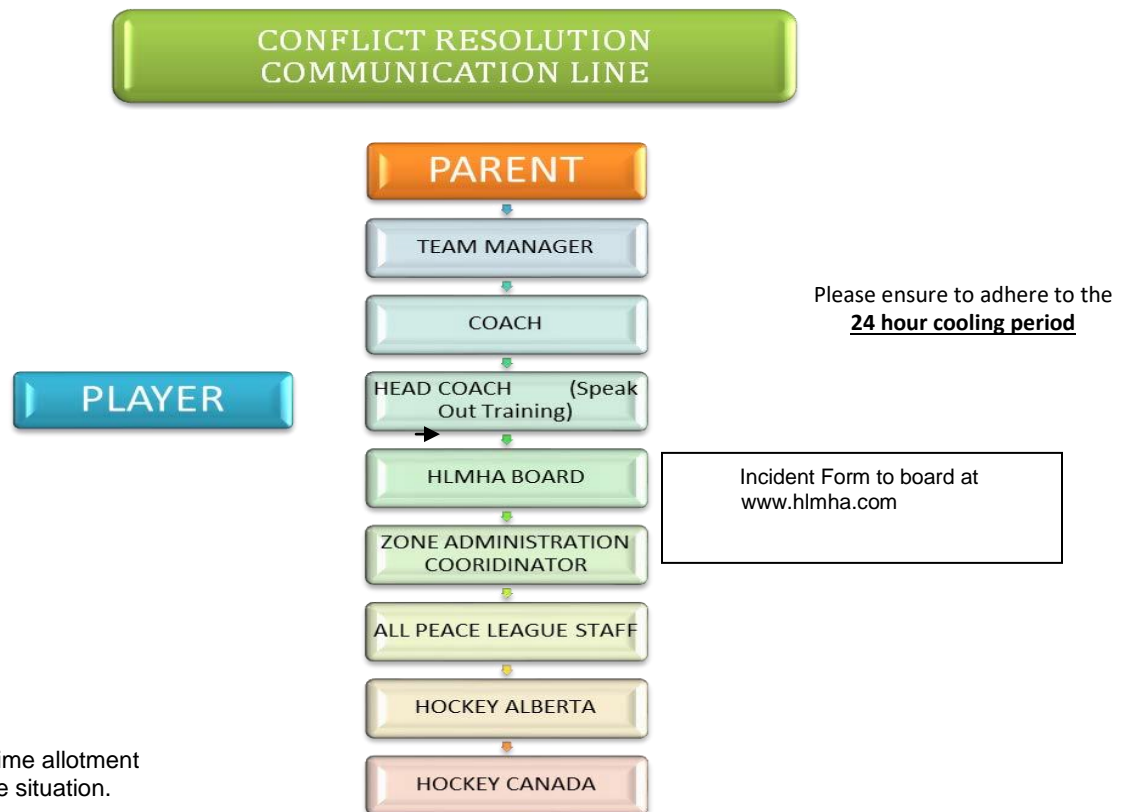 CONFLICT RESOLUTION
COMMUNICATION LINE
PARENT
TEAM MANAGER
COACH
Please ensure to adhere to the
24 hour cooling period
PLAYER
HEAD COACH (Speak
Out Training)
HLMHA BOARD
Incident Form to board at
www.hlmha.com
ZONE ADMINISTRATION
COORIDINATOR
ALL PEACE LEAGUE STAFF
HOCKEY ALBERTA
allotment
situation.
HOCKEY CANADA